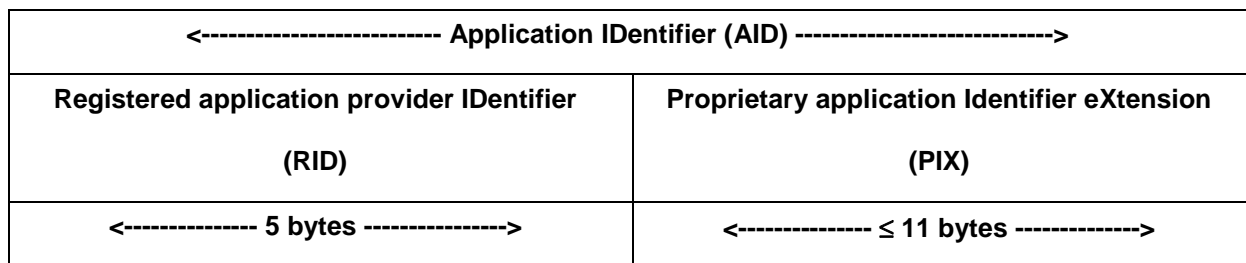 <-------------------------- Application IDentifier (AID) ---------------------------->
Registered application provider IDentifier
(RID)
Proprietary application Identifier eXtension
(PIX)
<--------------- 5 bytes ---------------->
<--------------- ≤ 11 bytes -------------->